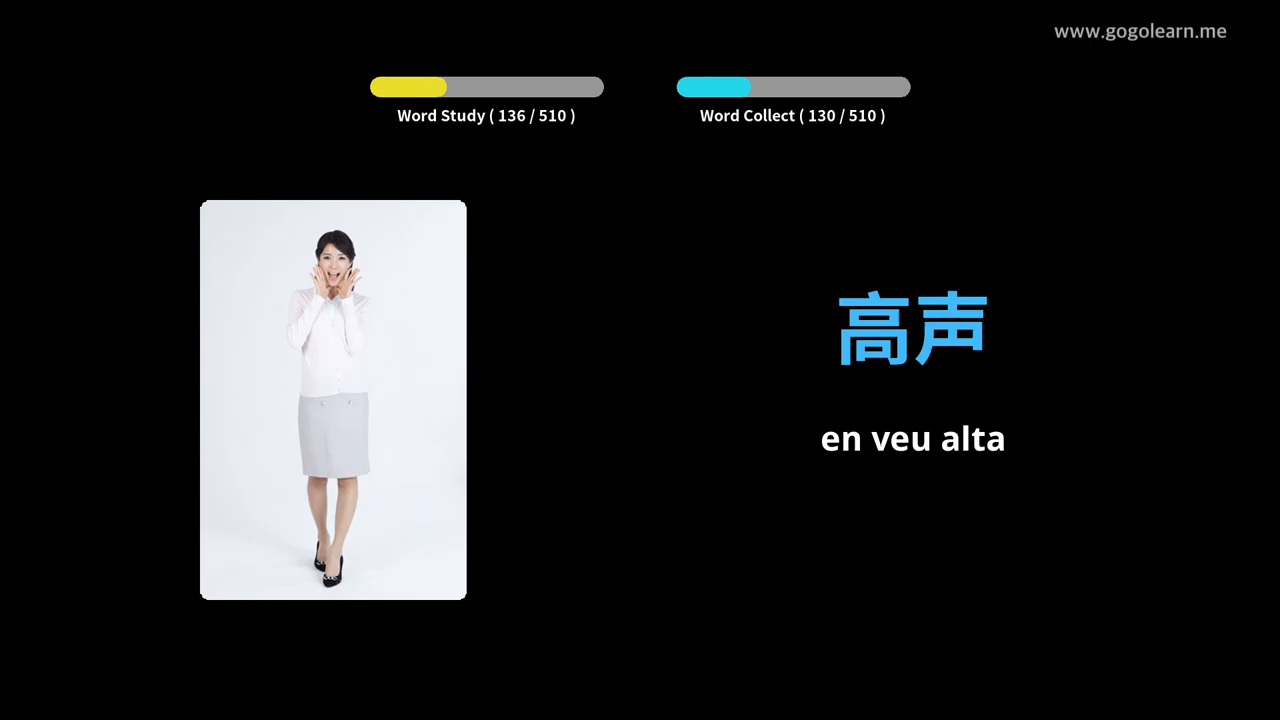 www.gogolearn.me
Word Study ( 136 / 510 )
Word Collect ( 130 / 510 )
高声
en veu alta